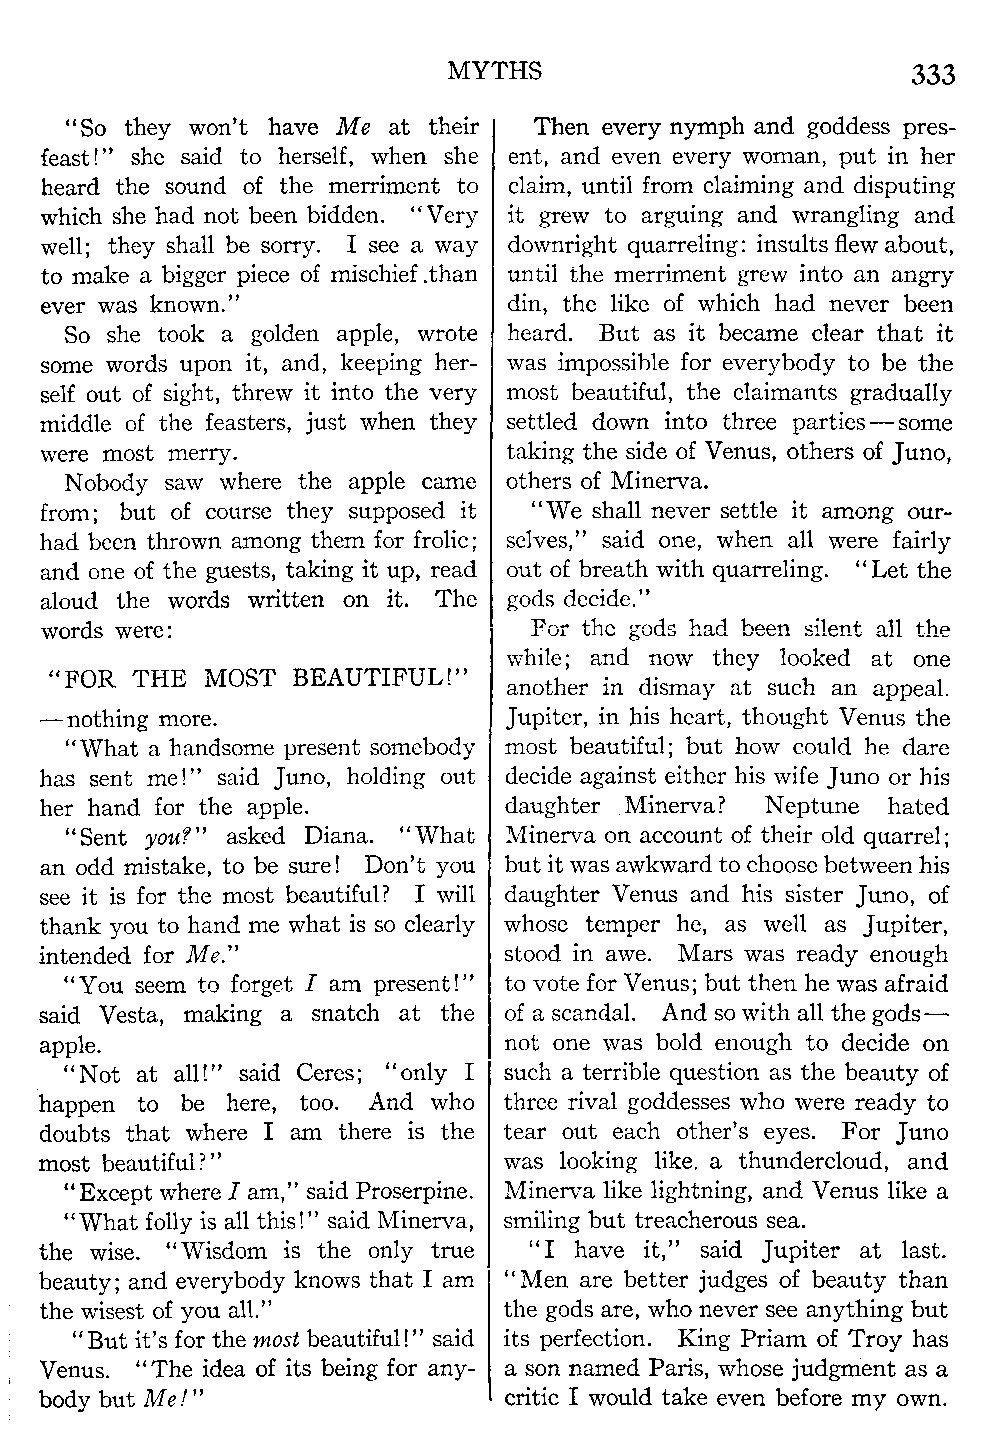 MYTHS 333
"So they won't have Me at their
feast!" she said to herself, when she
heard the sound of the merriment to
which she had not been bidden. "Very
well; they shall be sorry. I see a way
to make a bigger piece of mischief .than
ever was known."
So she took a golden apple, wrote
some words upon it, and, keeping her-
self out of sight, threw it into the very
middle of the feasters, just when they
were most merry.
Nobody saw where the apple came
from; but of course they supposed it
had been thrown among them for frolic;
and one of the guests, taking it up, read
aloud the words written on it. The
words were:
"FOR THE MOST BEAUTIFUL!"
—nothing more.
"What a handsome present somebody
has sent me!" said Juno, holding out
her hand for the apple.
"Sent you?" asked Diana. "What
an odd mistake, to be sure! Don't you
see it is for the most beautiful? I will
thank you to hand me what is so clearly
intended for Me."
"You seem to forget I am present!"
said Vesta, making a snatch at the
apple.
"Not at all!" said Ceres; "only I
happen to be here, too. And who
doubts that where I am there is the
most beautiful?"
"Except where I am," said Proserpine.
"What folly is all this!" said Minerva,
the wise. "Wisdom is the only true
beauty; and everybody knows that I am
the wisest of you all."
"But it's for the most beautiful!" said
Venus. "The idea of its being for any-
body but Me!"
Then every nymph and goddess pres-
ent, and even every woman, put in her
claim, until from claiming and disputing
it grew to arguing and wrangling and
downright quarreling: insults flew about,
until the merriment grew into an angry
din, the like of which had never been
heard. But as it became clear that it
was impossible for everybody to be the
most beautiful, the claimants gradually
settled down into three parties—some
taking the side of Venus, others of Juno,
others of Minerva.
"We shall never settle it among our-
selves," said one, when all were fairly
out of breath with quarreling. "Let the
gods decide."
For the gods had been silent all the
while; and now they looked at one
another in dismay at such an appeal.
Jupiter, in his heart, thought Venus the
most beautiful; but how could he dare
decide against either his wife Juno or his
daughter Minerva? Neptune hated
Minerva on account of their old quarrel;
but it was awkward to choose between his
daughter Venus and his sister Juno, of
whose temper he, as well as Jupiter,
stood in awe. Mars was ready enough
to vote for Venus; but then he was afraid
of a scandal. And so with all the gods—
not one was bold enough to decide on
such a terrible question as the beauty of
three rival goddesses who were ready to
tear out each other's eyes. For Juno
was looking like. a thundercloud, and
Minerva like lightning, and Venus like a
smiling but treacherous sea.
"I have it," said Jupiter at last.
"Men are better judges of beauty than
the gods are, who never see anything but
its perfection. King Priam of Troy has
a son named Paris, whose judgment as a
critic I would take even before my own.